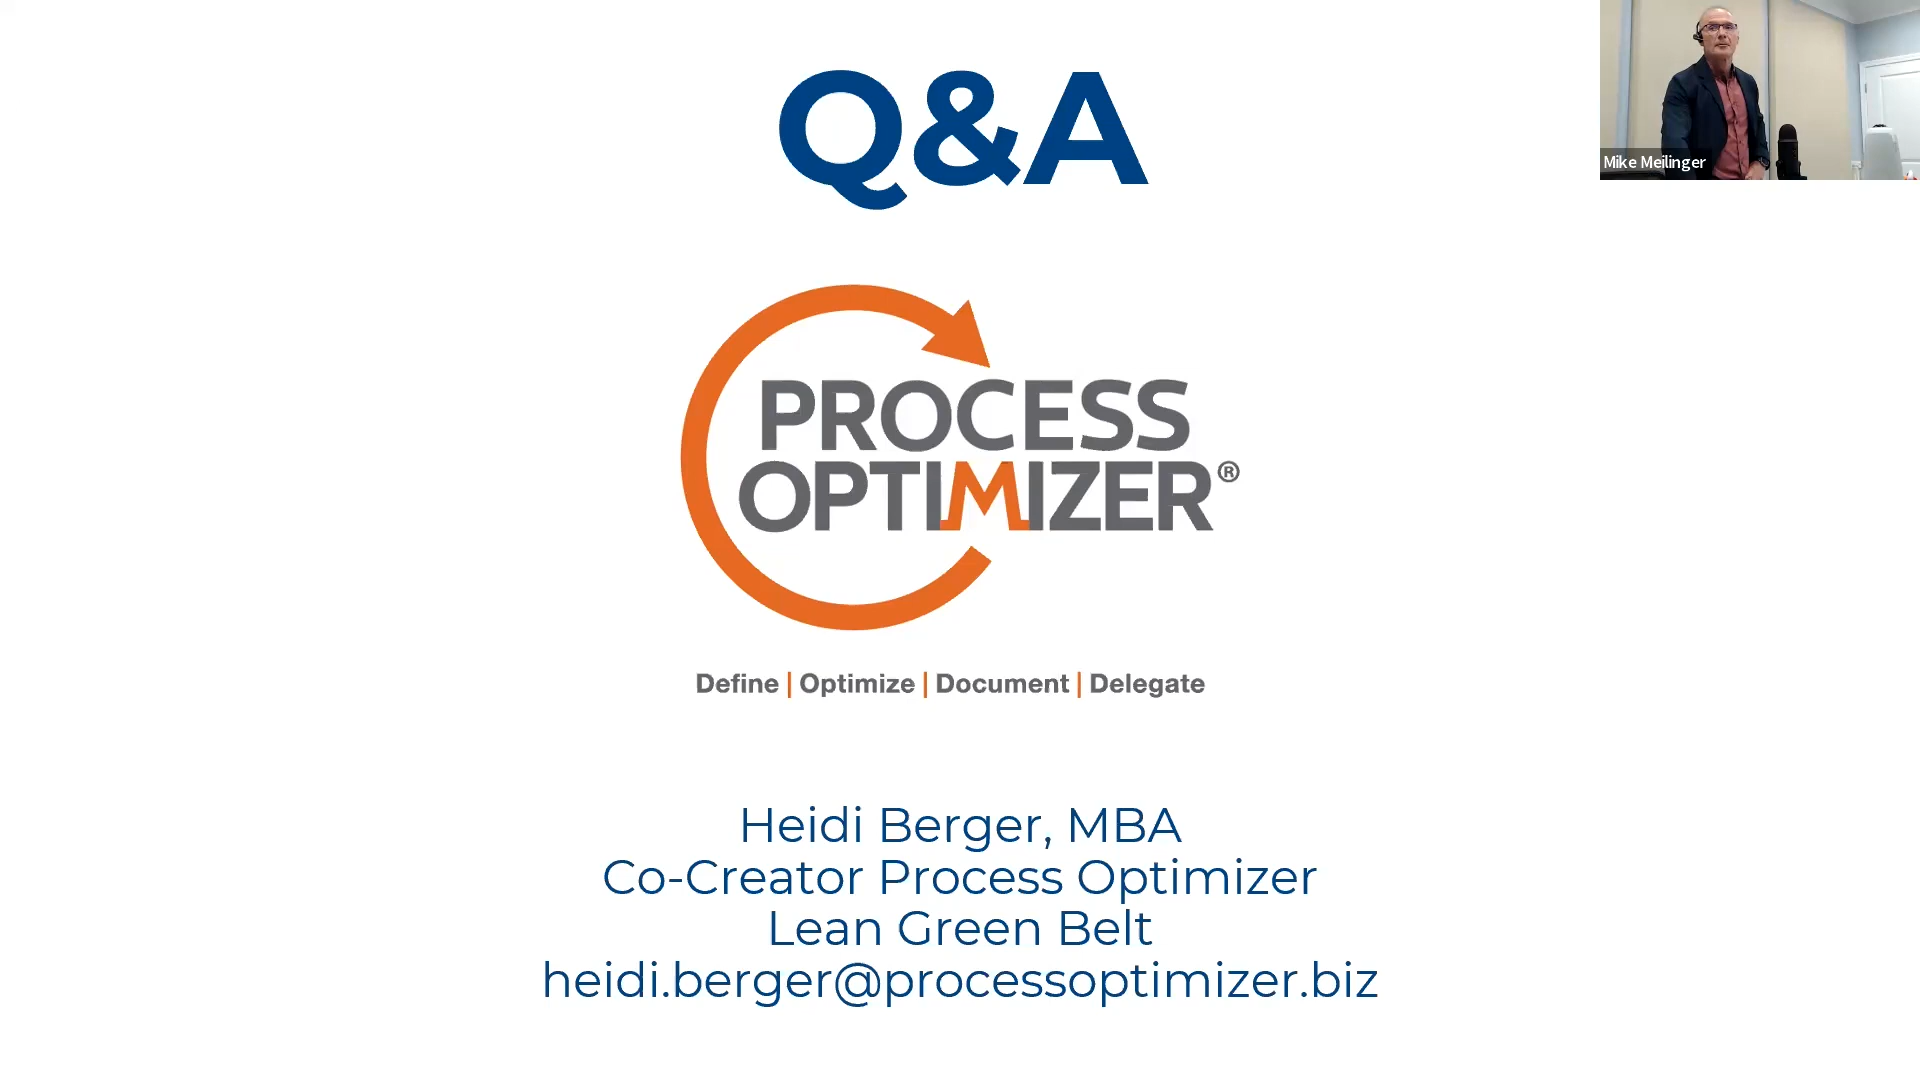 Q&A
Mike Meilinger
PROCESS
OPTIMIZER®
Define | Optimize | Document | Delegate
Heidi Berger, MBA
Co-Creator Process Optimizer
Lean Green Belt
heidi.berger@processoptimizer.biz